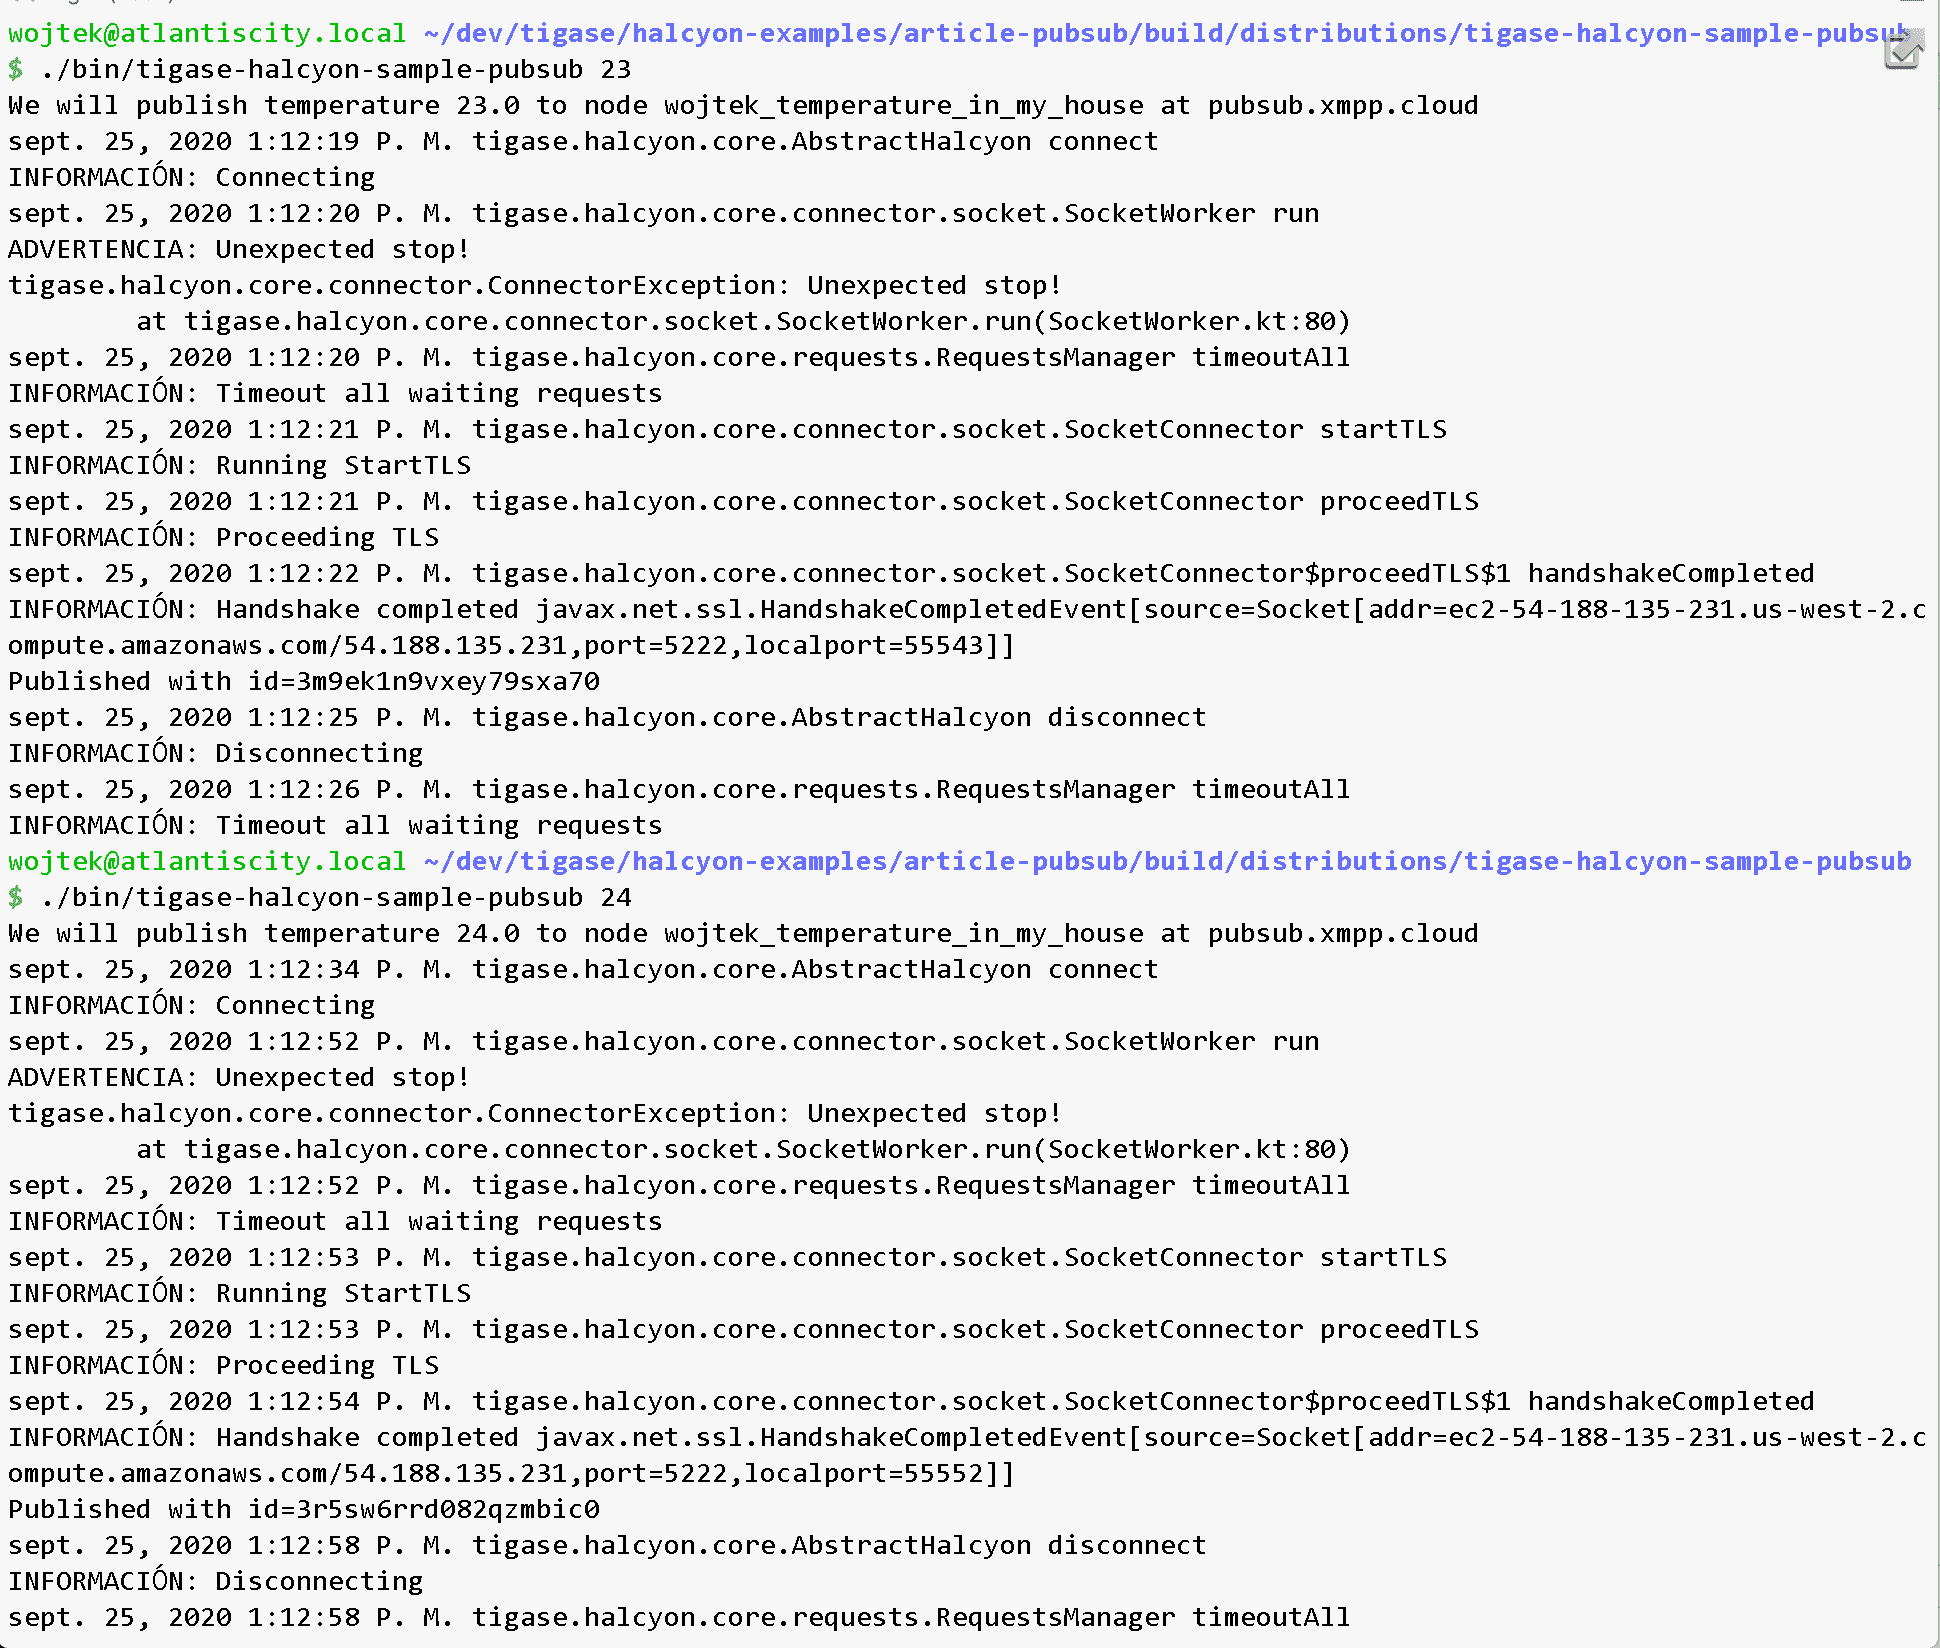 wojtek@atlantiscity.local ~/dev/tigase/halcyon-examples/article-pubsub/build/distributions/tigase-halcyon-sample-pubsub
$ ./bin/tigase-halcyon-sample-pubsub 23
We will publish temperature 23.0 to node wojtek_temperature_in_my_house at pubsub.xmpp.cloud
sept. 25, 2020 1:12:19 P. M. tigase.halcyon.core.AbstractHalcyon connect
INFORMACIÓN: Connecting
sept. 25, 2020 1:12:20 P. M. tigase.halcyon.core.connector.socket.SocketWorker run
ADVERTENCIA: Unexpected stop!
tigase.halcyon.core.connector.ConnectorException: Unexpected stop!
        at tigase.halcyon.core.connector.socket.SocketWorker.run(SocketWorker.kt:80)
sept. 25, 2020 1:12:20 P. M. tigase.halcyon.core.requests.RequestsManager timeoutAll
INFORMACIÓN: Timeout all waiting requests
sept. 25, 2020 1:12:21 P. M. tigase.halcyon.core.connector.socket.SocketConnector startTLS
INFORMACIÓN: Running StartTLS
sept. 25, 2020 1:12:21 P. M. tigase.halcyon.core.connector.socket.SocketConnector proceedTLS
INFORMACIÓN: Proceeding TLS
sept. 25, 2020 1:12:22 P. M. tigase.halcyon.core.connector.socket.SocketConnector$proceedTLS$1 handshakeCompleted
INFORMACIÓN: Handshake completed javax.net.ssl.HandshakeCompletedEvent[source=Socket[addr=ec2-54-188-135-231.us-west-2.c
ompute.amazonaws.com/54.188.135.231,port=5222,localport=55543]]
Published with id=3m9ek1n9vxey79sxa70
sept. 25, 2020 1:12:25 P. M. tigase.halcyon.core.AbstractHalcyon disconnect
INFORMACIÓN: Disconnecting
sept. 25, 2020 1:12:26 P. M. tigase.halcyon.core.requests.RequestsManager timeoutAll
INFORMACIÓN: Timeout all waiting requests
wojtek@atlantiscity.local ~/dev/tigase/halcyon-examples/article-pubsub/build/distributions/tigase-halcyon-sample-pubsub
$ ./bin/tigase-halcyon-sample-pubsub 24
We will publish temperature 24.0 to node wojtek_temperature_in_my_house at pubsub.xmpp.cloud
sept. 25, 2020 1:12:34 P. M. tigase.halcyon.core.AbstractHalcyon connect
INFORMACIÓN: Connecting
sept. 25, 2020 1:12:52 P. M. tigase.halcyon.core.connector.socket.SocketWorker run
ADVERTENCIA: Unexpected stop!
tigase.halcyon.core.connector.ConnectorException: Unexpected stop!
        at tigase.halcyon.core.connector.socket.SocketWorker.run(SocketWorker.kt:80)
sept. 25, 2020 1:12:52 P. M. tigase.halcyon.core.requests.RequestsManager timeoutAll
INFORMACIÓN: Timeout all waiting requests
sept. 25, 2020 1:12:53 P. M. tigase.halcyon.core.connector.socket.SocketConnector startTLS
INFORMACIÓN: Running StartTLS
sept. 25, 2020 1:12:53 P. M. tigase.halcyon.core.connector.socket.SocketConnector proceedTLS
INFORMACIÓN: Proceeding TLS
sept. 25, 2020 1:12:54 P. M. tigase.halcyon.core.connector.socket.SocketConnector$proceedTLS$1 handshakeCompleted
INFORMACIÓN: Handshake completed javax.net.ssl.HandshakeCompletedEvent[source=Socket[addr=ec2-54-188-135-231.us-west-2.c
ompute.amazonaws.com/54.188.135.231,port=5222,localport=55552]]
Published with id=3r5sw6rrd082qzmbic0
sept. 25, 2020 1:12:58 P. M. tigase.halcyon.core.AbstractHalcyon disconnect
INFORMACIÓN: Disconnecting
sept. 25, 2020 1:12:58 P. M. tigase.halcyon.core.requests.RequestsManager timeoutAll